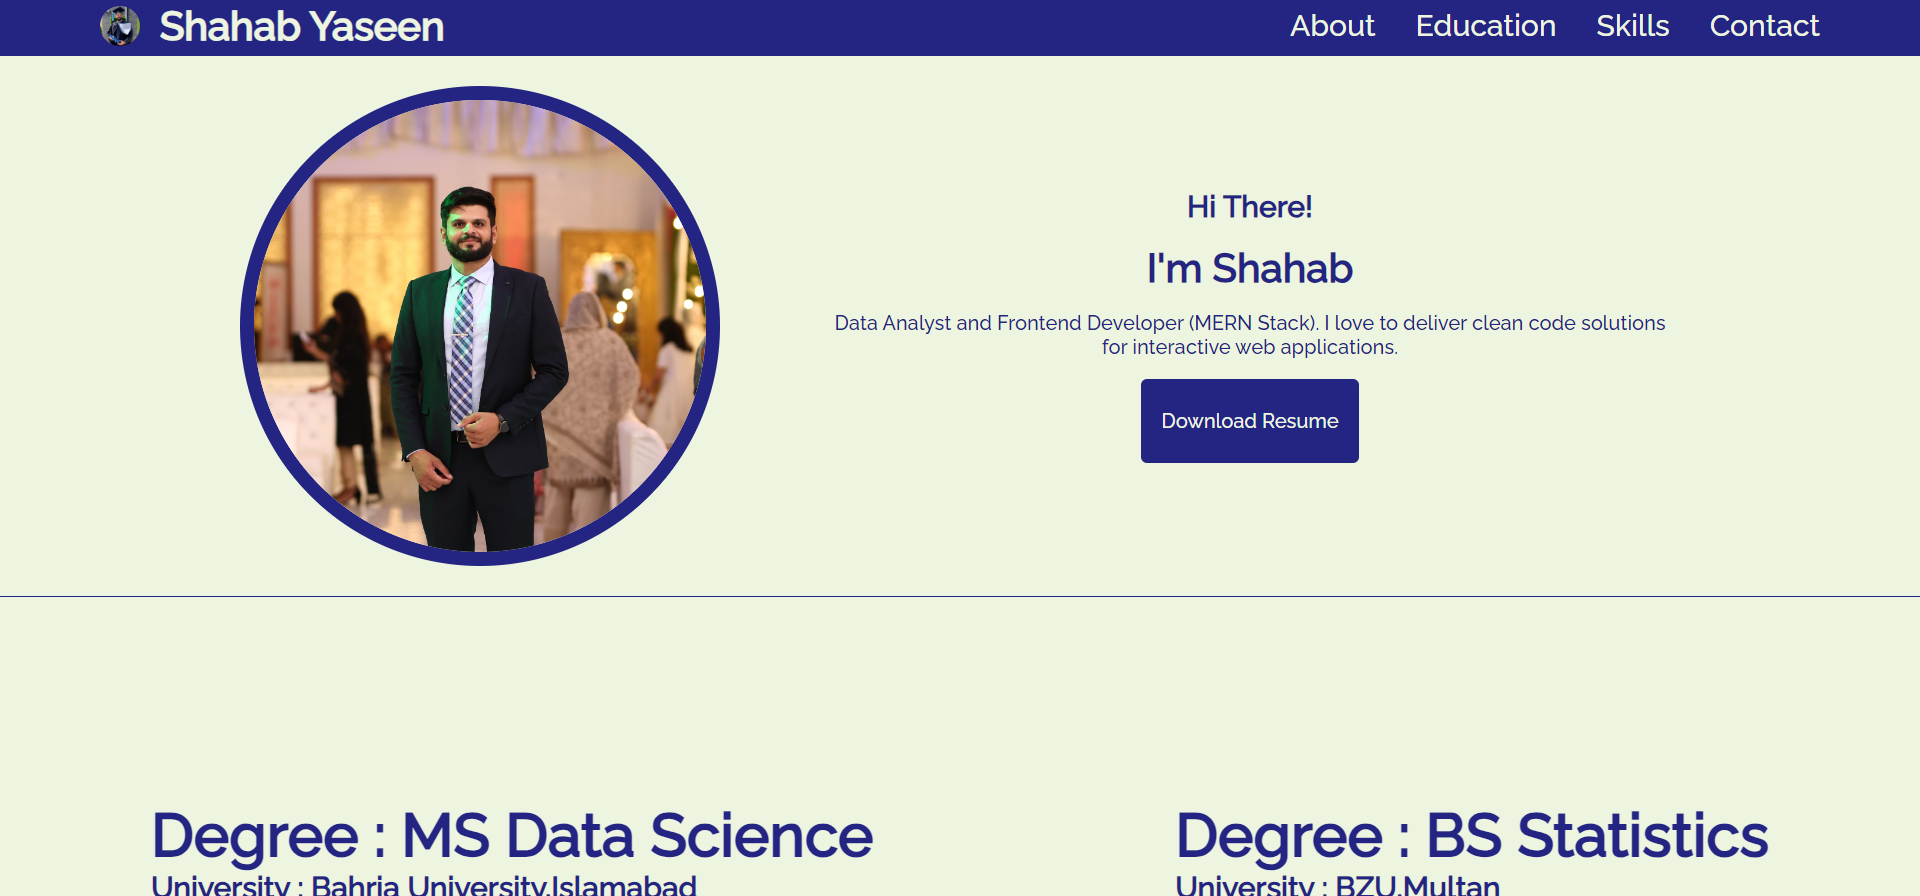 Shahab Yaseen
About Education Skills Contact
Hi There!
I'm Shahab
Data Analyst and Frontend Developer (MERN Stack). I love to deliver clean code solutions
for interactive web applications.
Download Resume
Degree : MS Data Science
University : Bahria University,Islamabad
Degree : BS Statistics
University : BZU,Multan